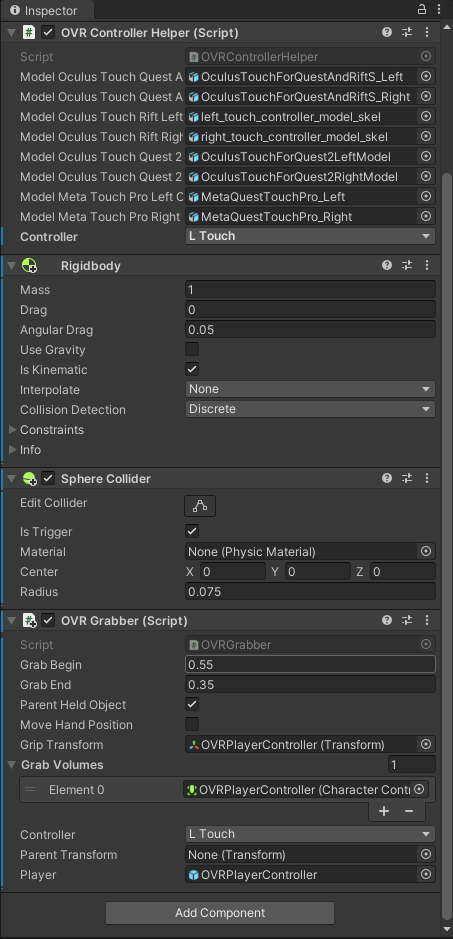 Inspector
# OVR Controller Helper (Script)
Script # OVRControllerHelper
Model Oculus Touch Quest A OculusTouchForQuestAndRiftS_Left
Model Oculus Touch Quest A OculusTouchForQuestAndRiftS_Right
Model Oculus Touch Rift Left left_touch_controller_model_skel
Model Oculus Touch Rift Righ right_touch_controller_model_skel
Model Oculus Touch Quest 2 OculusTouchForQuest2LeftModel
Model Oculus Touch Quest 2 OculusTouchForQuest2RightModel
Model Meta Touch Pro Left C MetaQuestTouchPro_Left
Model Meta Touch Pro Right MetaQuestTouchPro_Right
Controller L Touch
Rigidbody
Mass 1
Drag 0
Angular Drag 0.05
Use Gravity
Is Kinematic
Interpolate None
Collision Detection Discrete
Constraints
Info
Sphere Collider
Edit Collider
Is Trigger
Material None (Physic Material)
Center X 0 Y 0 Z 0
Radius 0.075
# OVR Grabber (Script)
Script # OVRGrabber
Grab Begin 0.55
Grab End 0.35
Parent Held Object
Move Hand Position
Grip Transform OVRPlayerController (Transform)
Grab Volumes 1
Element 0 OVRPlayerController (Character Contr
Controller L Touch
Parent Transform None (Transform)
Player OVRPlayerController
Add Component